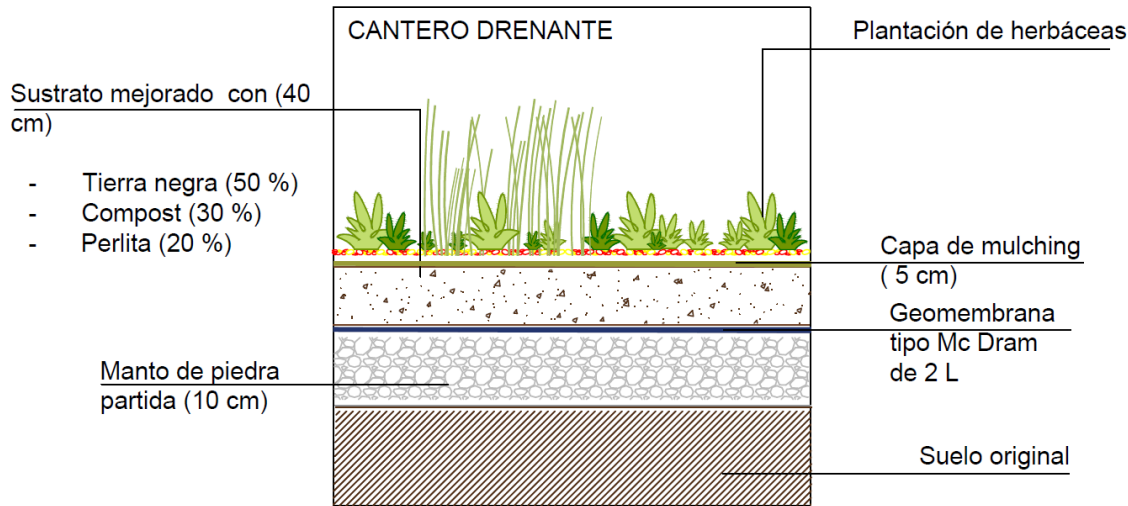 CANTERO DRENANTE
Plantación de herbáceas
Sustrato mejorado con (40
cm)
- Tierra negra (50 %)
- Compost (30 %)
- Perlita (20 %)
Capa de mulching
( 5 cm)
Geomembrana
tipo Mc Dram
de 2 L
Manto de piedra
partida (10 cm)
Suelo original